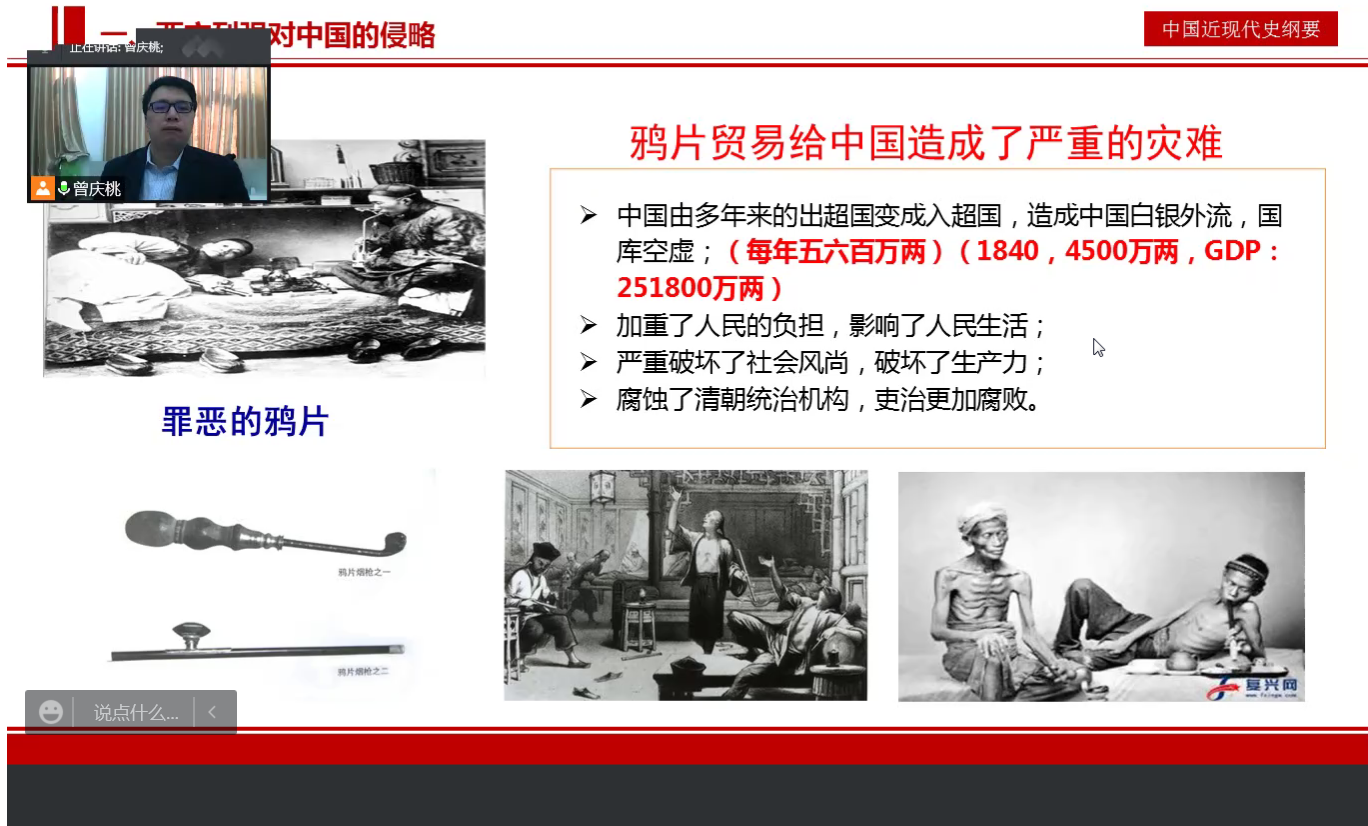 对中国的侵略
中国近现代史纲要
正在讲话: 曾庆桃;
曾庆桃
鸦片贸易给中国造成了严重的灾难
➢ 中国由多年来的出超国变成入超国，造成中国白银外流，国
库空虚；（每年五六百万两）（1840，4500万两，GDP：
251800万两）
➢ 加重了人民的负担，影响了人民生活；
➢ 严重破坏了社会风尚，破坏了生产力；
➢ 腐蚀了清朝统治机构，吏治更加腐败。
罪恶的鸦片
鸦片烟枪之一
鸦片烟枪之二
复兴网
说点什么...